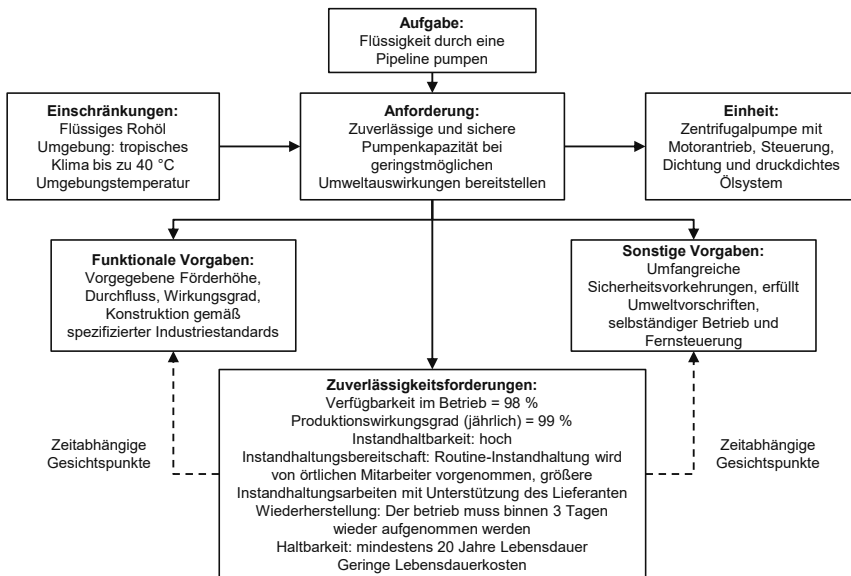 Aufgabe:
Flüssigkeit durch eine
Pipeline pumpen
Einschränkungen:
Flüssiges Rohöl
Umgebung: tropisches
Klima bis zu 40 °C
Umgebungstemperatur
Anforderung:
Zuverlässige und sichere
Pumpenkapazität bei
geringstmöglichen
Umweltauswirkungen bereitstellen
Einheit:
Zentrifugalpumpe mit
Motorantrieb, Steuerung,
Dichtung und druckdichtes
Ölsystem
Funktionale Vorgaben:
Vorgegebene Förderhöhe,
Durchfluss, Wirkungsgrad,
Konstruktion gemäß
spezifizierter Industriestandards
Sonstige Vorgaben:
Umfangreiche
Sicherheitsvorkehrungen, erfüllt
Umweltvorschriften,
selbständiger Betrieb und
Fernsteuerung
Zeitabhängige
Gesichtspunkte
Zuverlässigkeitsforderungen:
Verfügbarkeit im Betrieb = 98 %
Produktionswirkungsgrad (jährlich) = 99 %
Instandhaltbarkeit: hoch
Instandhaltungsbereitschaft: Routine-Instandhaltung wird
von örtlichen Mitarbeiter vorgenommen, größere
Instandhaltungsarbeiten mit Unterstützung des Lieferanten
Wiederherstellung: Der betrieb muss binnen 3 Tagen
wieder aufgenommen werden
Haltbarkeit: mindestens 20 Jahre Lebensdauer
Geringe Lebensdauerkosten
Zeitabhängige
Gesichtspunkte